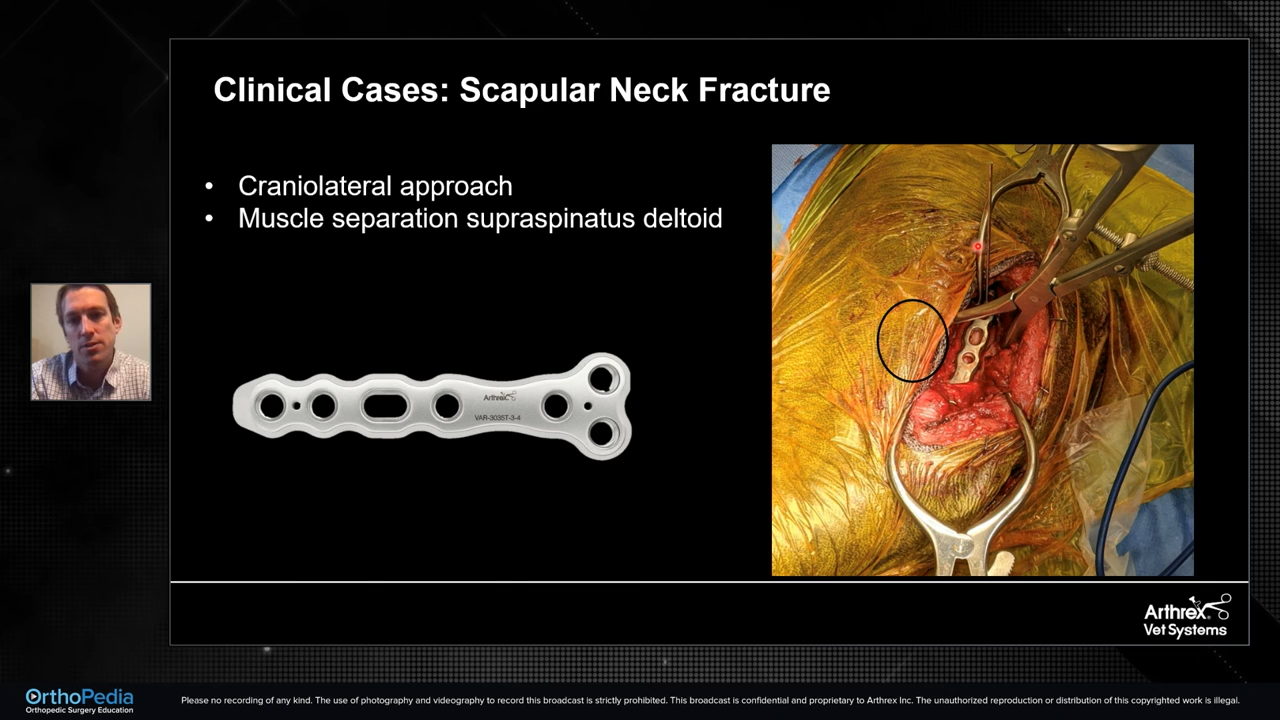 Clinical Cases: Scapular Neck Fracture
• Craniolateral approach
• Muscle separation supraspinatus deltoid
Arthrex
VAR-3035T-3-4
Arthrex
Vet Systems
OrthoPedia
Orthopedic Surgery Education
Please no recording of any kind. The use of photography and videography to record this broadcast is strictly prohibited. This broadcast is confidential and proprietary to Arthrex Inc. The unauthorized reproduction or distribution of this copyrighted work is illegal.